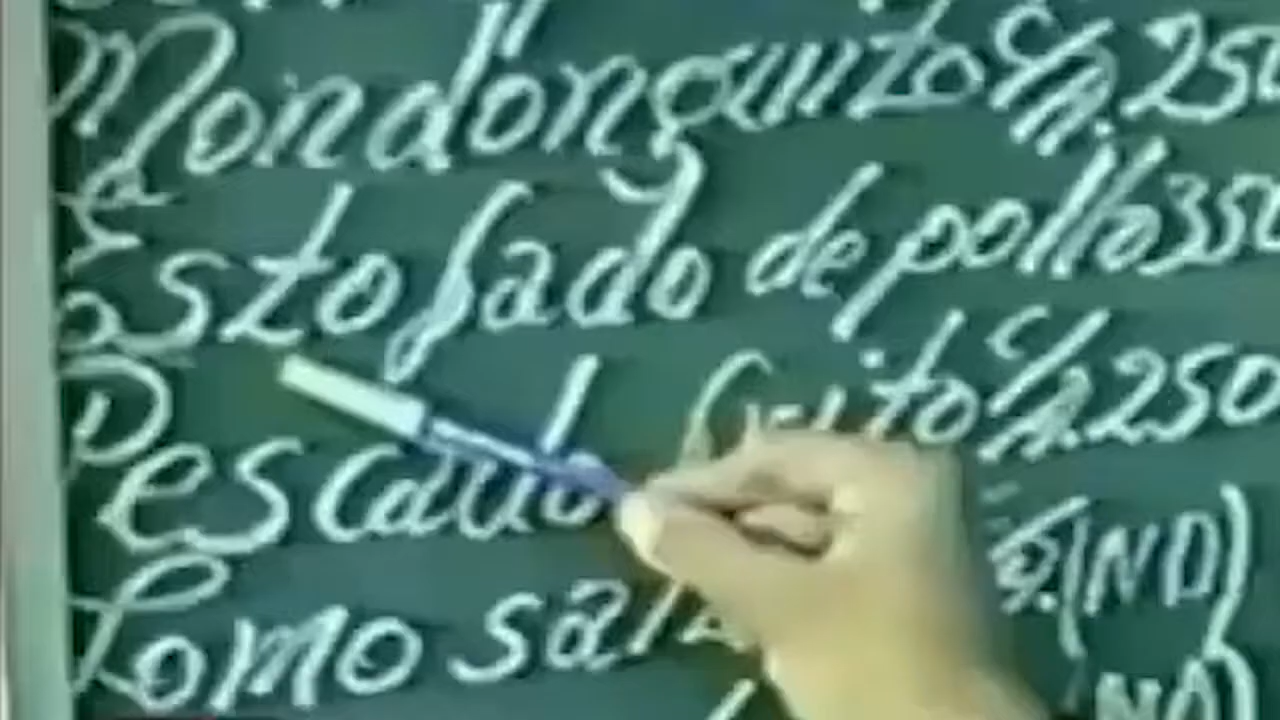 Mondonguito c/a. 250
Estofado de pollo 350
Pescado frito c/a. 250
Lomo sal (ND)